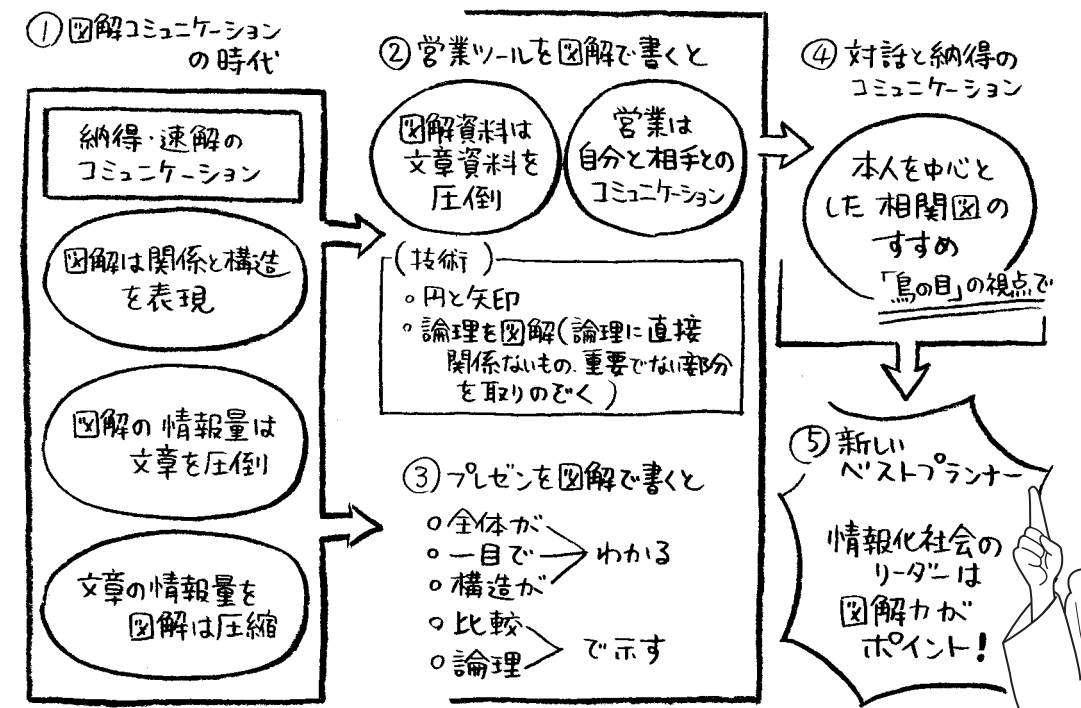 ① 図解コミュニケーション
の時代
納得・速解の
コミュニケーション
図解は関係と構造
を表現
図解の情報量は
文章を圧倒
文章の情報量を
図解は圧縮
② 営業ツールを図解で書くと
図解資料は
文章資料を
圧倒
営業は
自分と相手との
コミュニケーション
(技術)
○円と矢印
○論理を図解(論理に直接
関係ないもの、重要でない部分
を取りのぞく)
③ プレゼンを図解で書くと
○全体が
○一目で
○構造が
わかる
○比較
○論理
で示す
④ 対話と納得の
コミュニケーション
本人を中心と
した相関図の
すすめ
「鳥の目」の視点で
⑤ 新しい
ベストプランナー
情報化社会の
リーダーは
図解力が
ポイント!